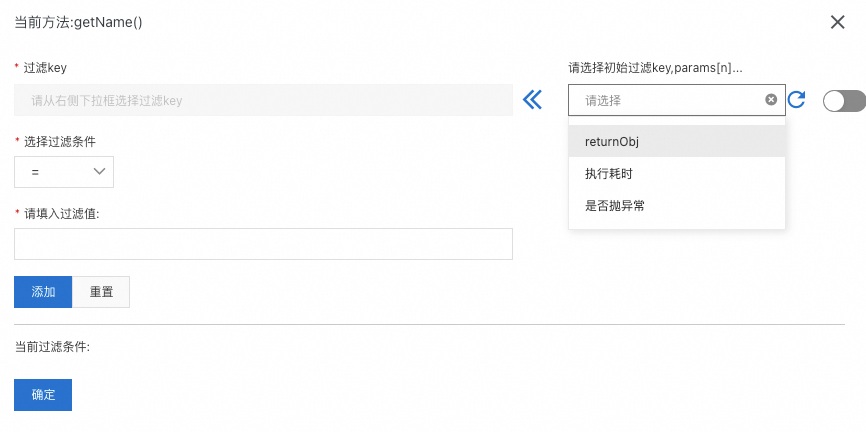 当前方法:getName()
* 过滤key
请从右侧下拉框选择过滤key
请选择初始过滤key,params[n]...
请选择
returnObj
执行耗时
是否抛异常
* 选择过滤条件
=
* 请填入过滤值:
添加
重置
当前过滤条件:
确定